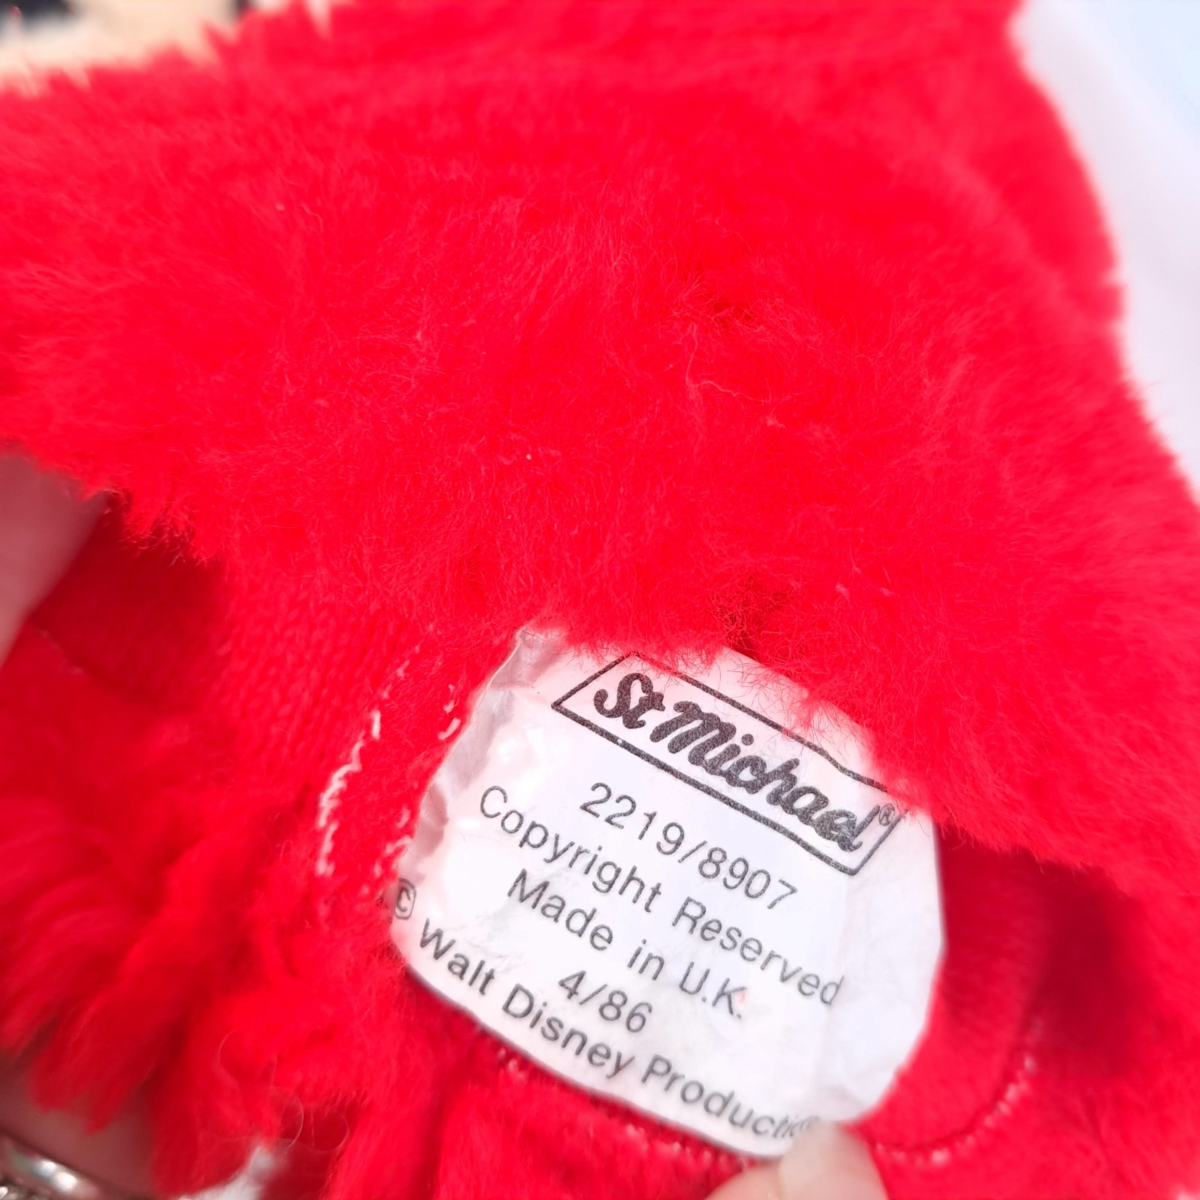 St Michael®
2219/8907
Copyright Reserved
Made in U.K.
4/86
© Walt Disney Productions